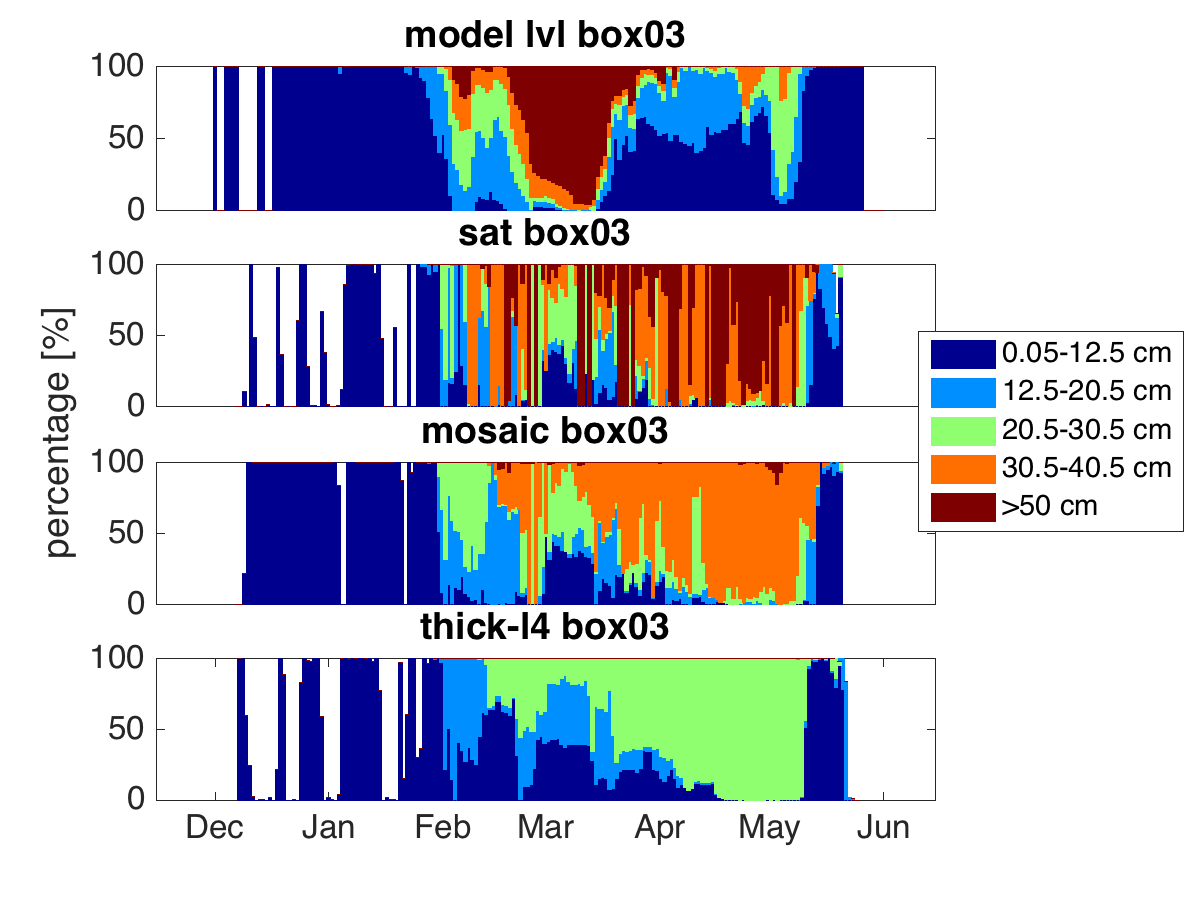 model lvl box03
100
50
0
sat box03
100
50
0
mosaic box03
100
50
0
thick-l4 box03
100
50
0
Dec Jan Feb Mar Apr May Jun
percentage [%]
0.05-12.5 cm
12.5-20.5 cm
20.5-30.5 cm
30.5-40.5 cm
>50 cm